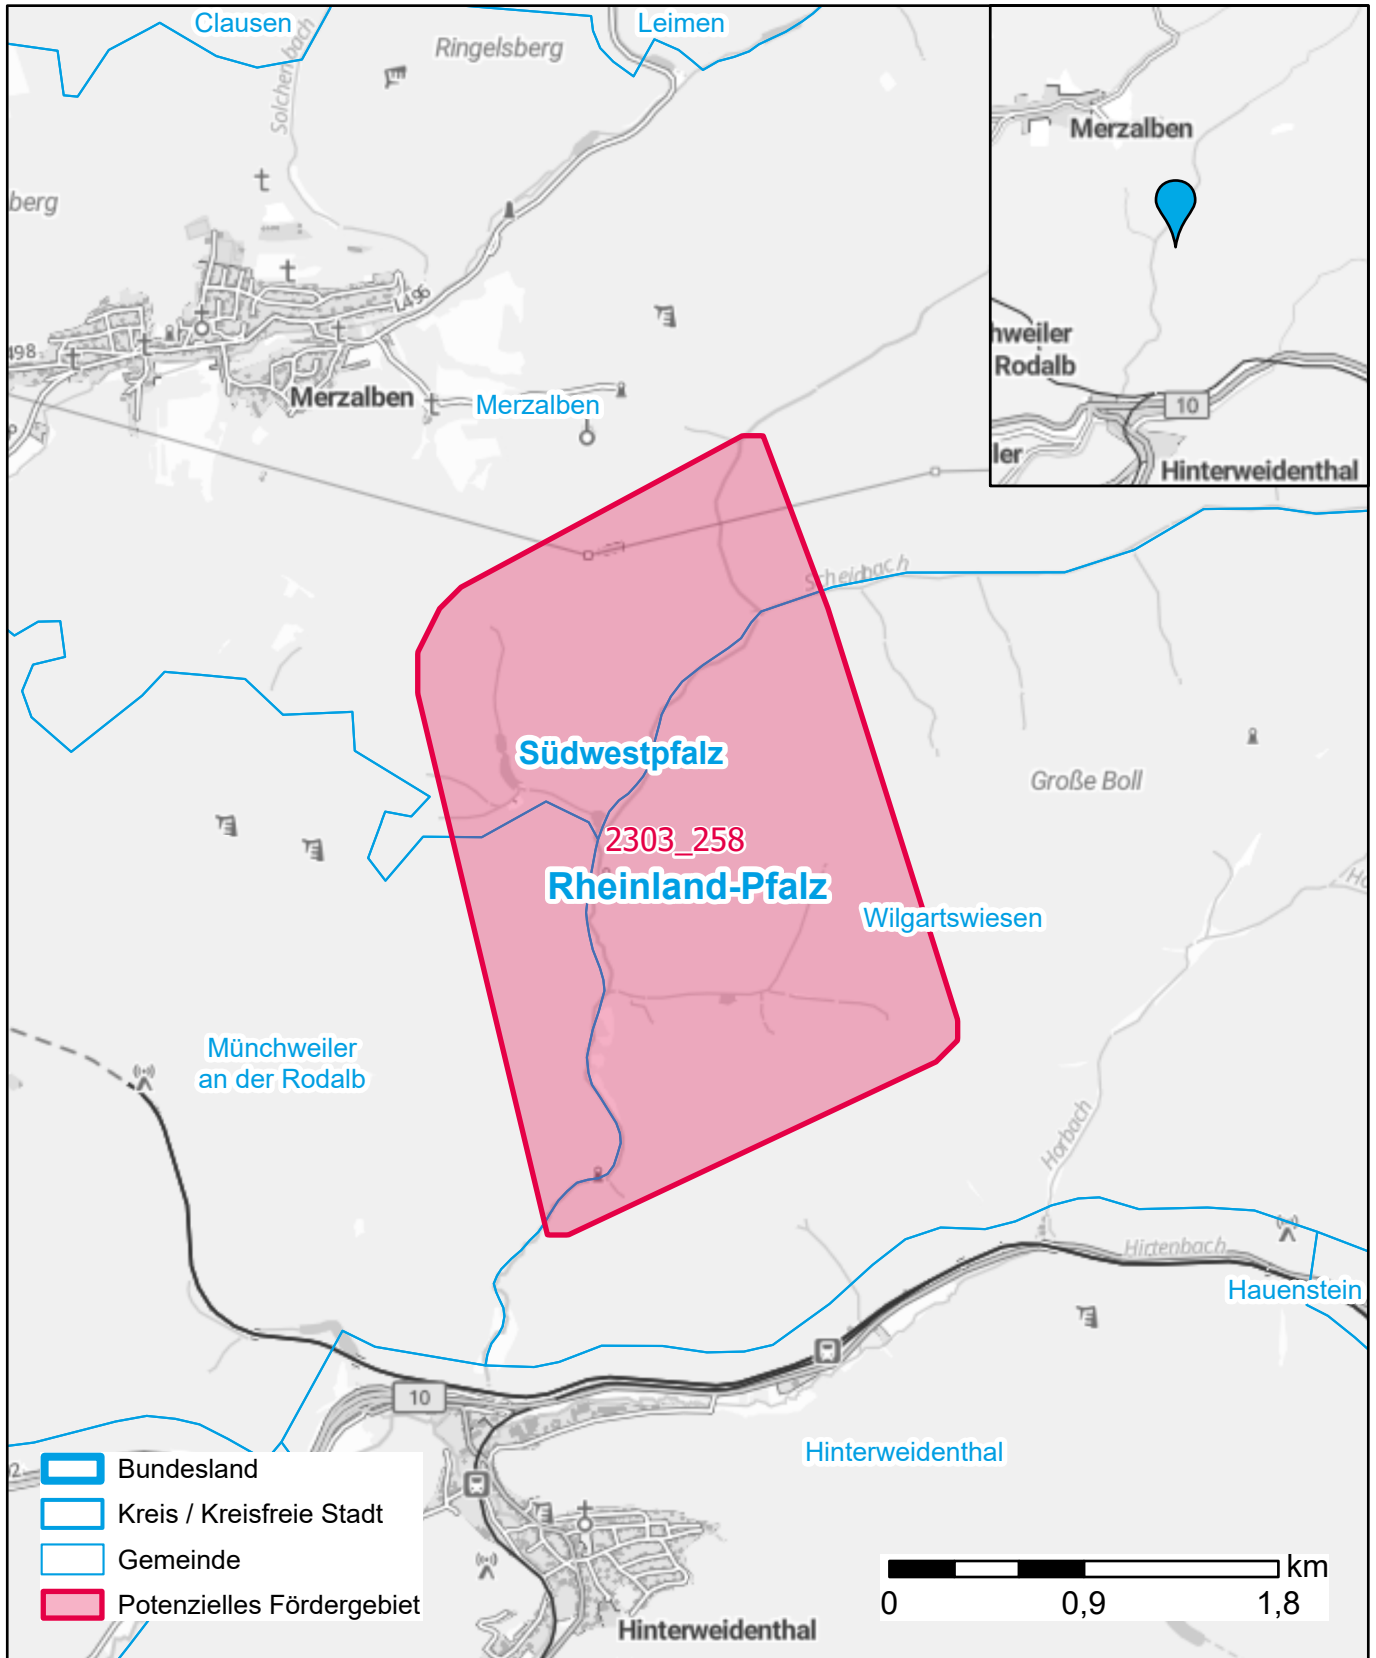 Clausen
Leimen
Ringelsberg
Solchenbach
berg
Merzalben
hweiler
Rodalb
10
ler
Hinterweidenthal
L496
498
Merzalben
Merzalben
Scheidbach
Südwestpfalz
Große Boll
2303_258
Rheinland-Pfalz
Wilgartswiesen
Münchweiler
an der Rodalb
Horbach
Hirtenbach
Hauenstein
10
Hinterweidenthal
Bundesland
Kreis / Kreisfreie Stadt
Gemeinde
Potenzielles Fördergebiet
Hinterweidenthal
km
0 0,9 1,8